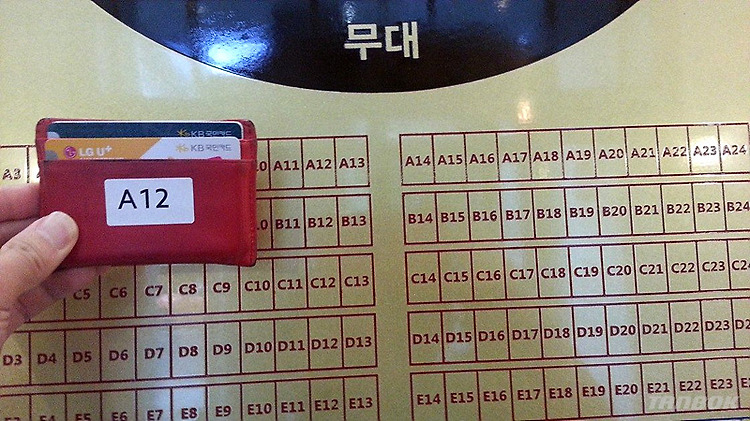 무대
KB국민카드
LG U+ KB국민카드
A12
A3 A11 A12 A13 A14 A15 A16 A17 A18 A19 A20 A21 A22 A23 A24
B11 B12 B13 B14 B15 B16 B17 B18 B19 B20 B21 B22 B23 B24
C5 C6 C7 C8 C9 C10 C11 C12 C13 C14 C15 C16 C17 C18 C19 C20 C21 C22 C23 C24
D3 D4 D5 D6 D7 D8 D9 D10 D11 D12 D13 D14 D15 D16 D17 D18 D19 D20 D21 D22 D23
E5 E6 E7 E8 E9 E10 E11 E12 E13 E14 E15 E16 E17 E18 E19 E20 E21 E22 E23
TANBOK